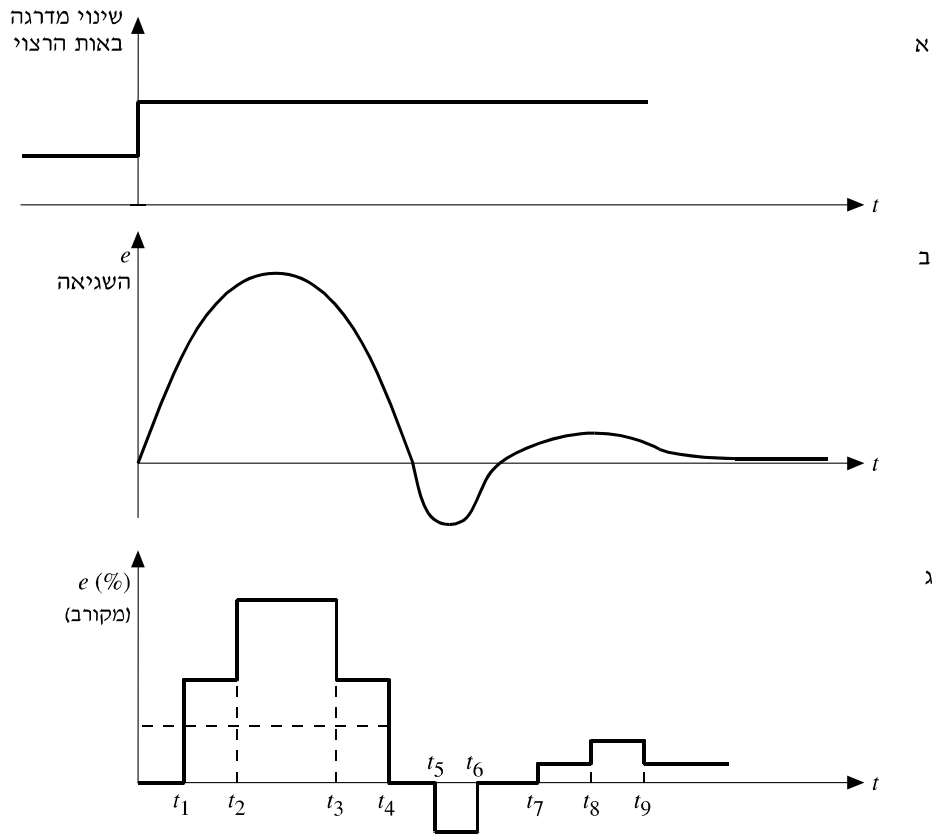 שינוי מדרגה
באות הרצוי
א
t
e
השגיאה
ב
t
e (%)
(מקורב)
ג
t5 t6
t
t1 t2 t3 t4 t7 t8 t9